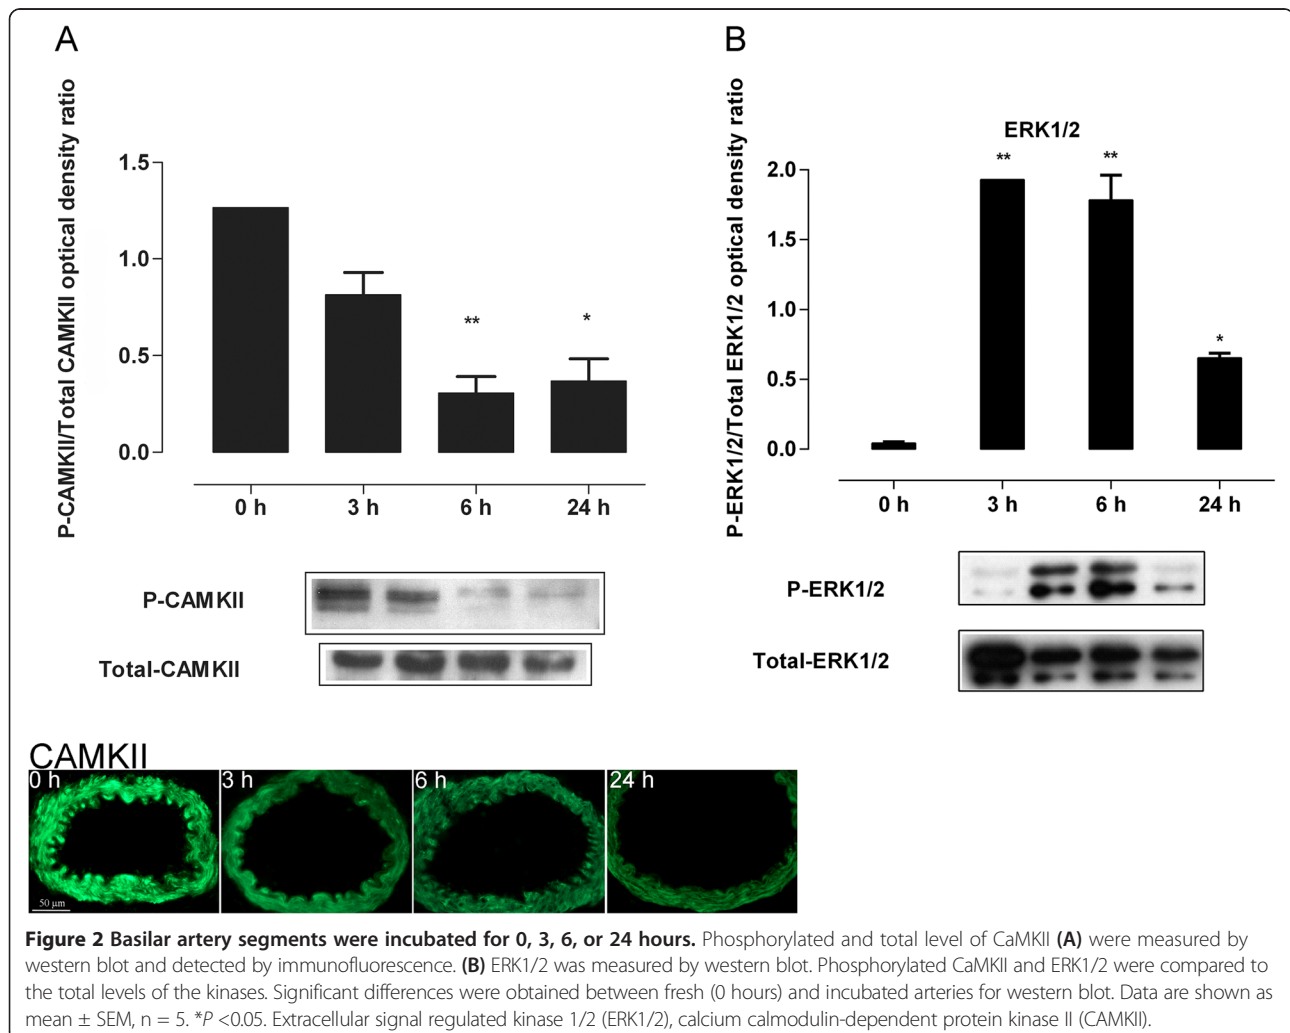 A
P-CAMKII/Total CAMKII optical density ratio
1.5
1.0
0.5
0.0
**
*
0 h 3 h 6 h 24 h
P-CAMKII
Total-CAMKII
B
P-ERK1/2/Total ERK1/2 optical density ratio
ERK1/2
2.0
1.5
1.0
0.5
0.0
**
**
*
0 h 3 h 6 h 24 h
P-ERK1/2
Total-ERK1/2
CAMKII
0 h 3 h 6 h 24 h
50 µm
Figure 2 Basilar artery segments were incubated for 0, 3, 6, or 24 hours. Phosphorylated and total level of CaMKII (A) were measured by
western blot and detected by immunofluorescence. (B) ERK1/2 was measured by western blot. Phosphorylated CaMKII and ERK1/2 were compared to
the total levels of the kinases. Significant differences were obtained between fresh (0 hours) and incubated arteries for western blot. Data are shown as
mean ± SEM, n = 5. *P <0.05. Extracellular signal regulated kinase 1/2 (ERK1/2), calcium calmodulin-dependent protein kinase II (CAMKII).